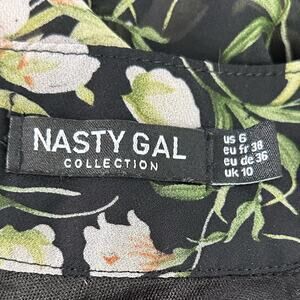 NASTY GAL
COLLECTION
us 6
eu fr 38
eu de 36
uk 10